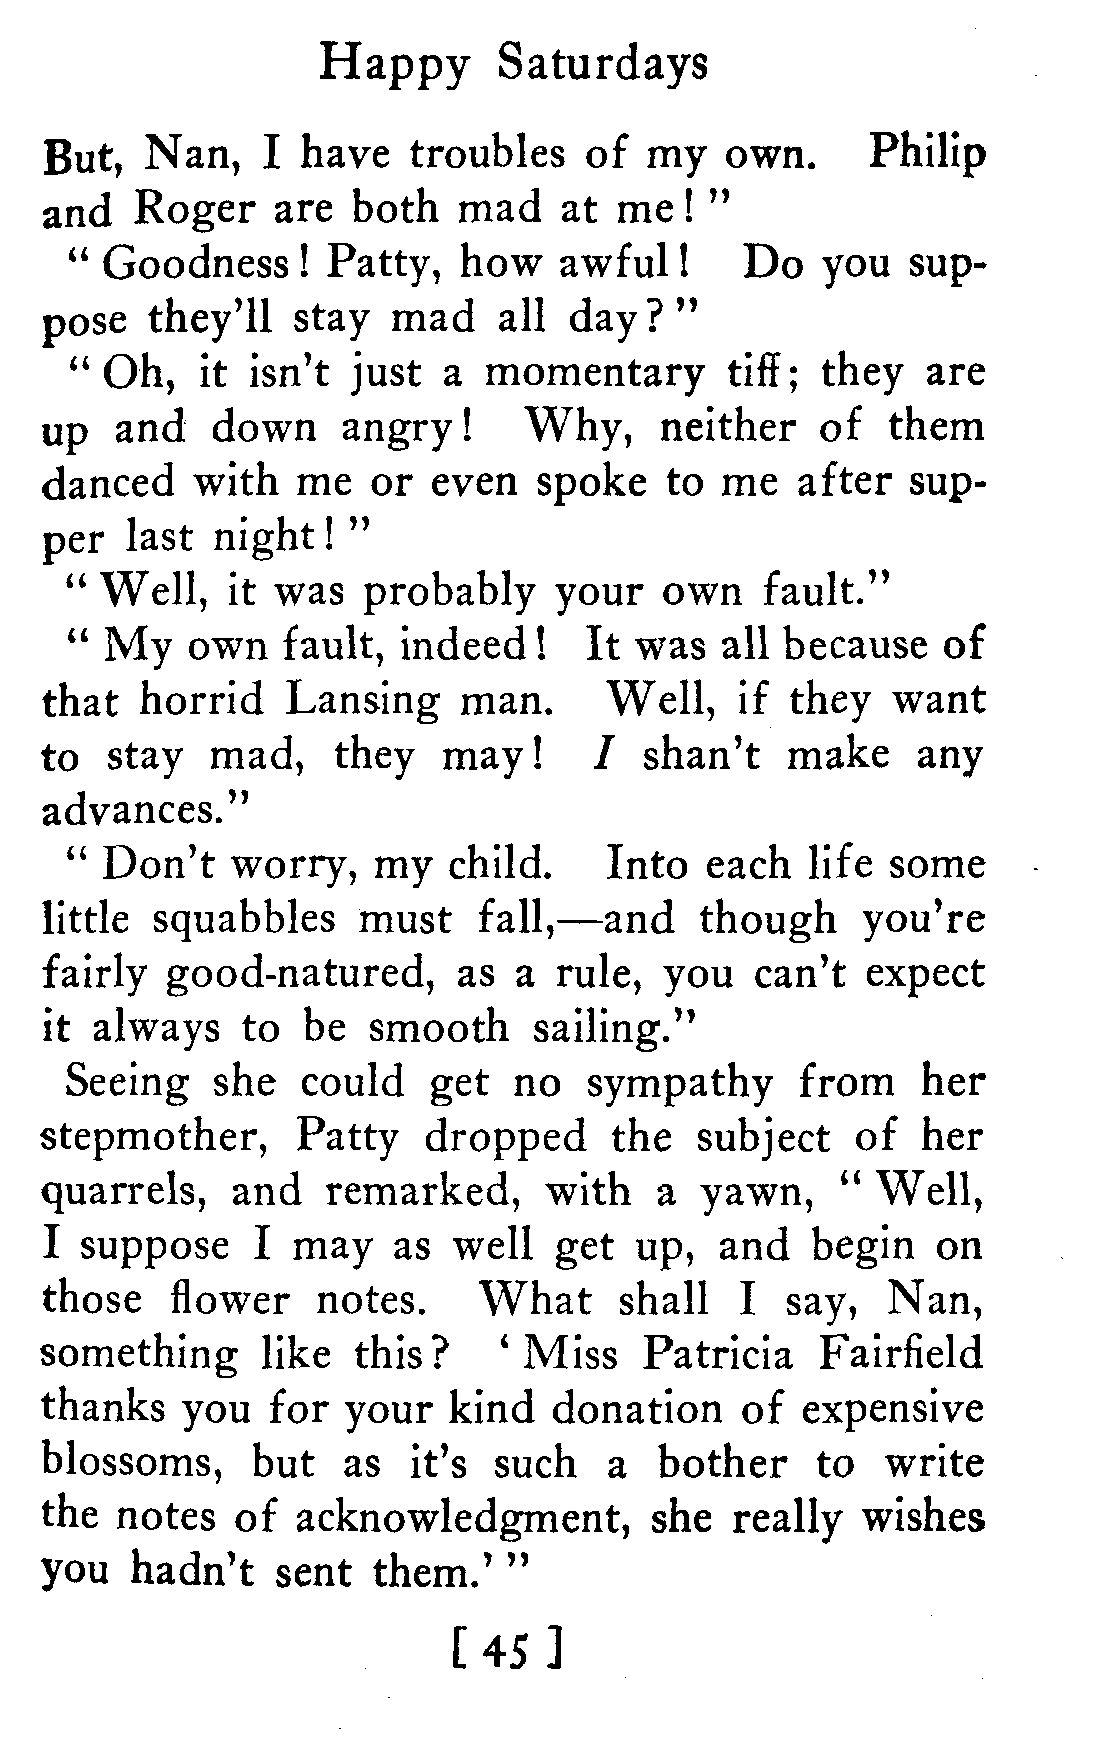 Happy Saturdays
But, Nan, I have troubles of my own. Philip
and Roger are both mad at me! "
" Goodness! Patty, how awful! Do you sup-
pose they'll stay mad all day? "
" Oh, it isn't just a momentary tiff; they are
up and down angry! Why, neither of them
danced with me or even spoke to me after sup-
per last night! "
" Well, it was probably your own fault."
" My own fault, indeed! It was all because of
that horrid Lansing man. Well, if they want
to stay mad, they may! I shan't make any
advances."
" Don't worry, my child. Into each life some
little squabbles must fall,—and though you're
fairly good-natured, as a rule, you can't expect
it always to be smooth sailing."
Seeing she could get no sympathy from her
stepmother, Patty dropped the subject of her
quarrels, and remarked, with a yawn, " Well,
I suppose I may as well get up, and begin on
those flower notes. What shall I say, Nan,
something like this? ' Miss Patricia Fairfield
thanks you for your kind donation of expensive
blossoms, but as it's such a bother to write
the notes of acknowledgment, she really wishes
you hadn't sent them.' "
[ 45 ]